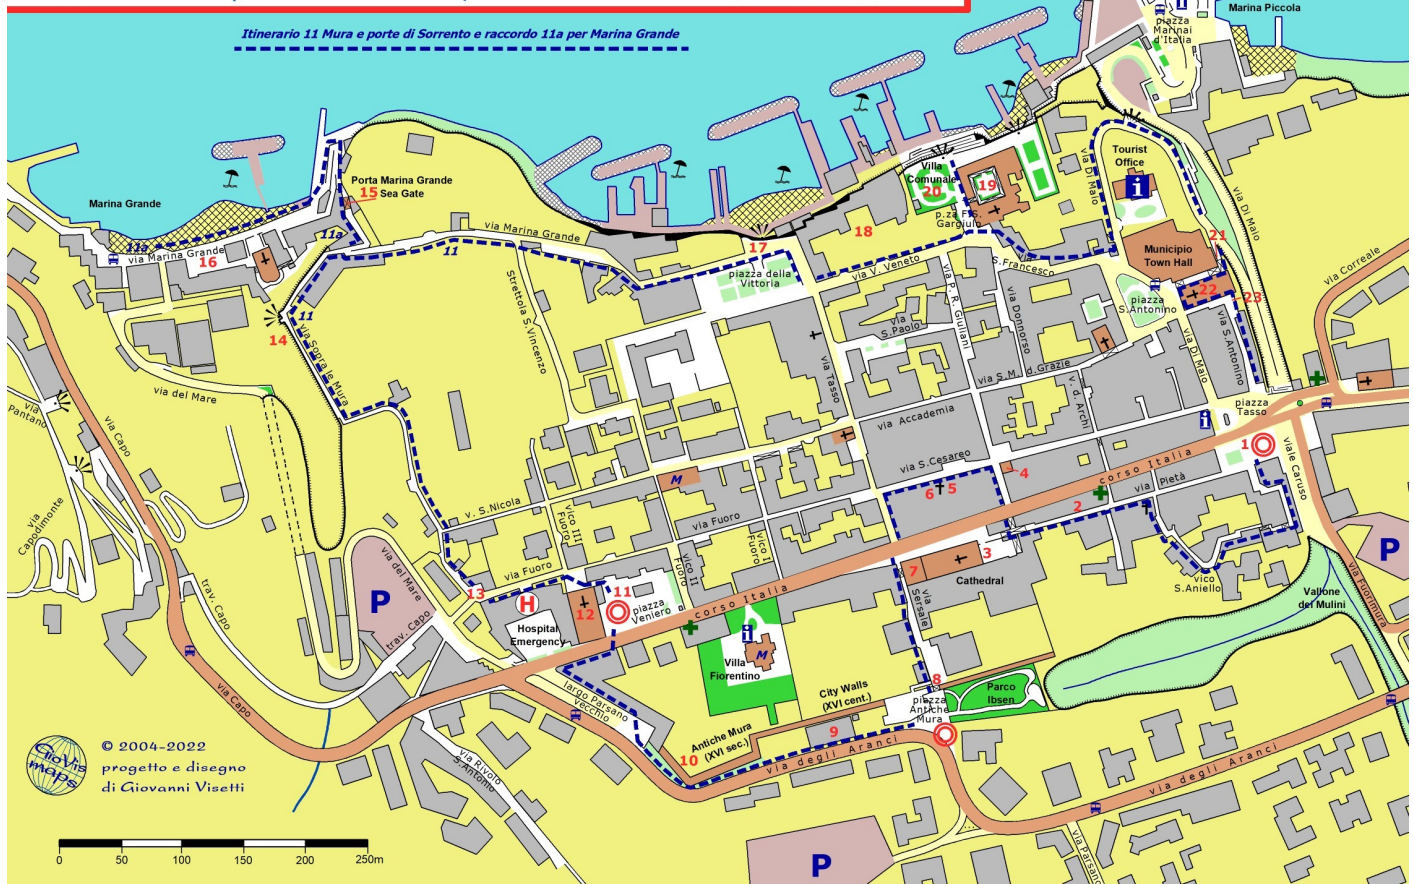 Itinerario 11 Mura e porte di Sorrento e raccordo 11a per Marina Grande
Marina Piccola
piazza
Marinai
d'Italia
Porta Marina Grande
Sea Gate
15
Marina Grande
11a
11a
via Marina Grande
16
11
via Marina Grande
17
18
piazza della
Vittoria
via V. Veneto
Villa
Comunale
20
19
p.za F.S.
Gargiulo
via
S.Francesco
via Di Maio
Tourist
Office
i
via Di Maio
Municipio
Town Hall
21
22
23
piazza
S.Antonino
via Correale
14
11
via Sopra le Mura
Strettola S.Vincenzo
via
S.Paolo
via P. R. Giuliani
via Donnorso
via S.M. d.Grazie
v. d. Archi
via Di Maio
via S. Antonino
via Tasso
via Accademia
piazza
Tasso
i
1
via del Mare
via
Pantano
via Capo
via
Capodimonte
via S.Cesareo
4
6
5
corso Italia
via Pietà
2
viale Caruso
M
v. S.Nicola
via Fuoro
vico III
Fuoro
vico II
Fuoro
vico I
Fuoro
via Fuoro
3
7
Cathedral
via
Sersale
vico
S.Aniello
P
via Fuorimura
Vallone
dei Mulini
trav. Capo
via del Mare
P
trav. Capo
13
H
Hospital
Emergency
12
11
piazza
Veniero
corso Italia
i
M
Villa
Fiorentino
8
piazza
Antiche
Mura
Parco
Ibsen
City Walls
(XVI cent.)
Antiche Mura
(XVI sec.)
9
10
via degli Aranci
largo Parsano
Vecchio
via Capo
via Rivolo
S.Antonio
via degli Aranci
via Parsano
P
GioVis
maps
© 2004-2022
progetto e disegno
di Giovanni Visetti
0 50 100 150 200 250m